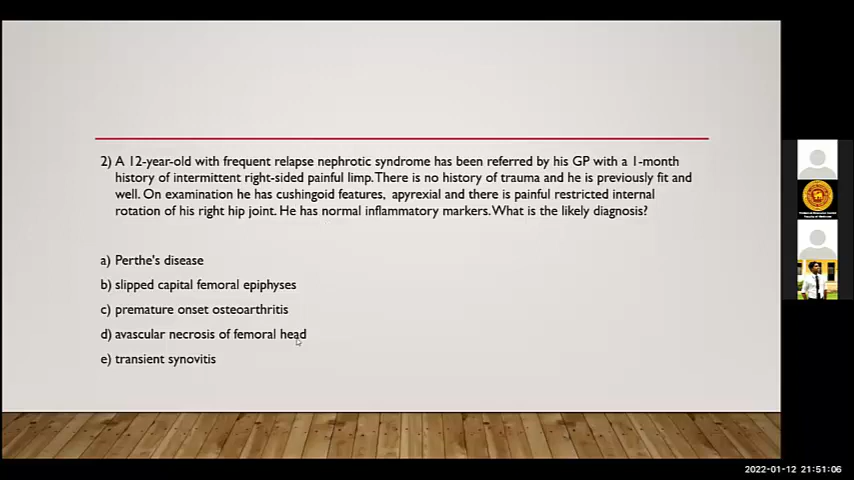 2) A 12-year-old with frequent relapse nephrotic syndrome has been referred by his GP with a 1-month
history of intermittent right-sided painful limp. There is no history of trauma and he is previously fit and
well. On examination he has cushingoid features, apyrexial and there is painful restricted internal
rotation of his right hip joint. He has normal inflammatory markers. What is the likely diagnosis?
a) Perthe's disease
b) slipped capital femoral epiphyses
c) premature onset osteoarthritis
d) avascular necrosis of femoral head
e) transient synovitis
2022-01-12 21:51:06